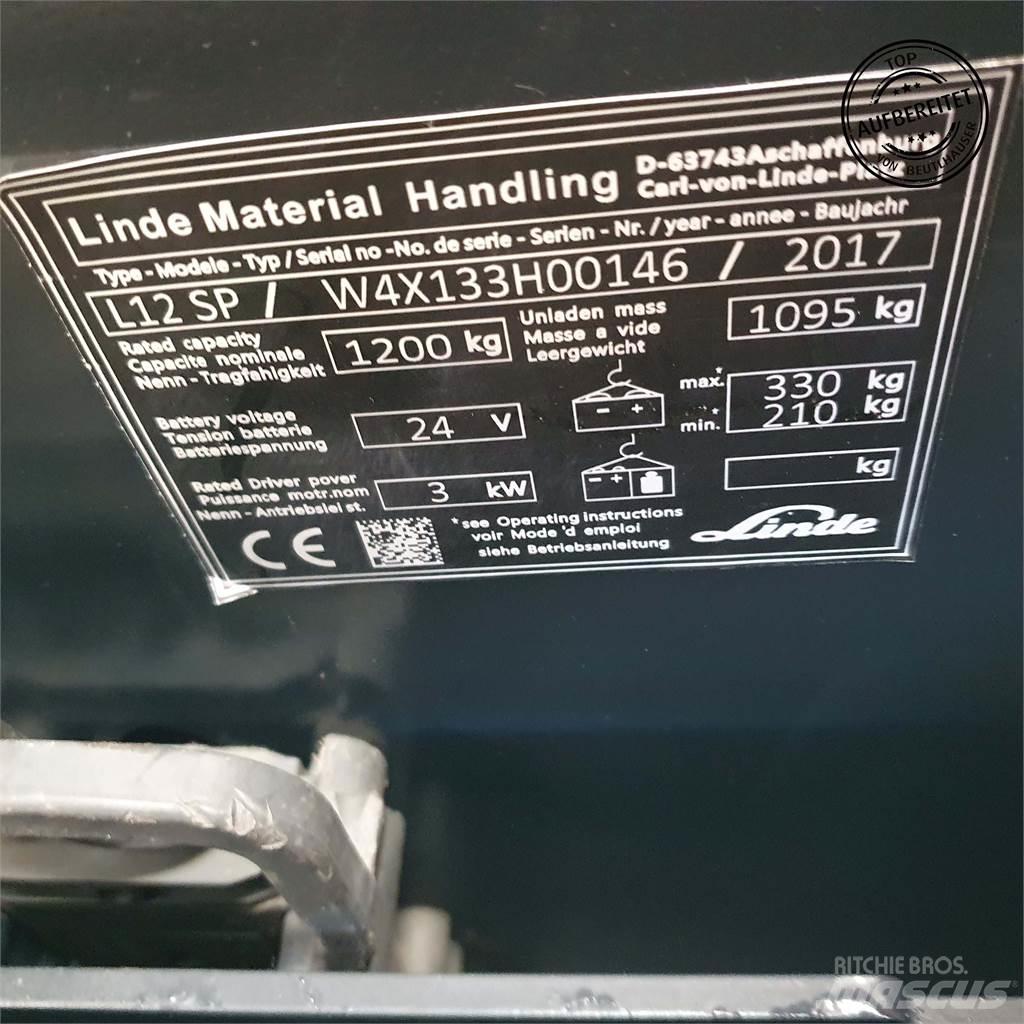 TOP
AUFBEREITET
VON BEUTLHAUSER
Linde Material Handling
D-63743Aschaffenburg
Carl-von-Linde-
Type - Modele - Typ / Serial no - No. de serie - Serien - Nr. / year - annee - Baujachr
L12 SP / W4X133H00146 / 2017
Rated capacity
Capacite nominale
Nenn - Tragfahigkeit
1200 kg
Unladen mass
Masse a vide
Leergewicht
1095 kg
Battery voltage
Tension batterie
Batteriespannung
24 V
- +
max.* 330 kg
min.* 210 kg
Rated Driver pover
Puissance motr.nom
Nenn - Antriebslei st.
3 kW
- +
kg
CE
*see Operating instructions
voir Mode 'd emploi
siehe Betriebsanleitung
Linde
RITCHIE BROS.
MASCUS